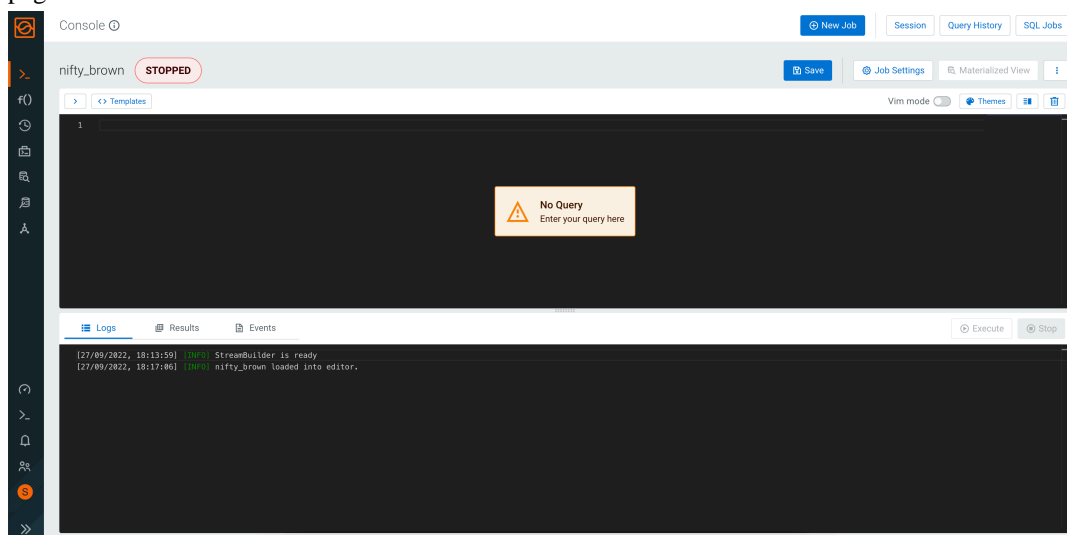 Console
New Job
Session
Query History
SQL Jobs
nifty_brown
STOPPED
Save
Job Settings
Materialized View
>
<> Templates
Vim mode
Themes
1
No Query
Enter your query here
Logs
Results
Events
Execute
Stop
[27/09/2022, 18:13:59] [INFO] StreamBuilder is ready
[27/09/2022, 18:17:06] [INFO] nifty_brown loaded into editor.
S